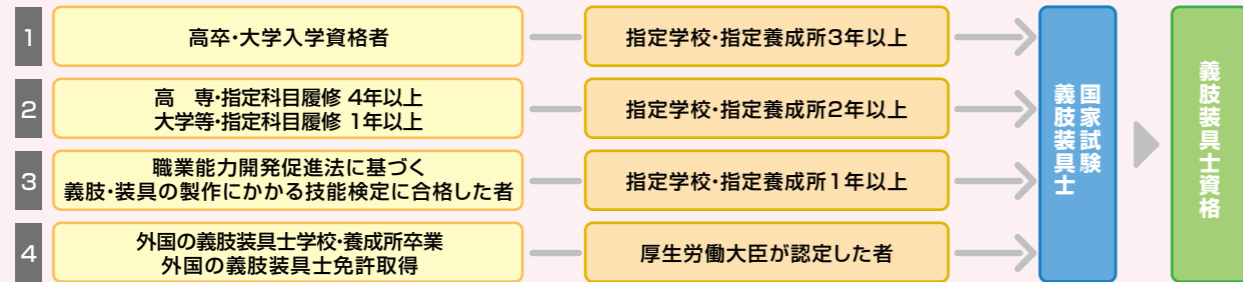 1
高卒・大学入学資格者
指定学校・指定養成所3年以上
2
高　専・指定科目履修 4年以上
大学等・指定科目履修 1年以上
指定学校・指定養成所2年以上
3
職業能力開発促進法に基づく
義肢・装具の製作にかかる技能検定に合格した者
指定学校・指定養成所1年以上
4
外国の義肢装具士学校・養成所卒業
外国の義肢装具士免許取得
厚生労働大臣が認定した者
国家試験
義肢装具士
義肢装具士資格